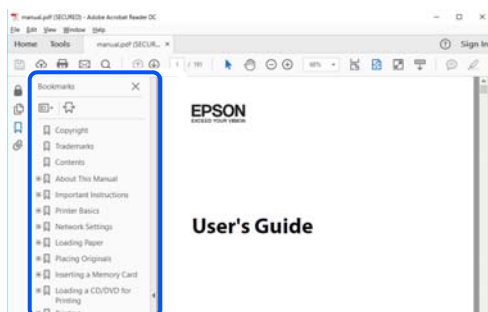 manual.pdf (SECURED) - Adobe Acrobat Reader DC
File Edit View Window Help
Home Tools manual.pdf (SECUR... ×
Sign In
1 / 191
Bookmarks
Copyright
Trademarks
Contents
About This Manual
Important Instructions
Printer Basics
Network Settings
Loading Paper
Placing Originals
Inserting a Memory Card
Loading a CD/DVD for
Printing
EPSON
EXCEED YOUR VISION
User's Guide